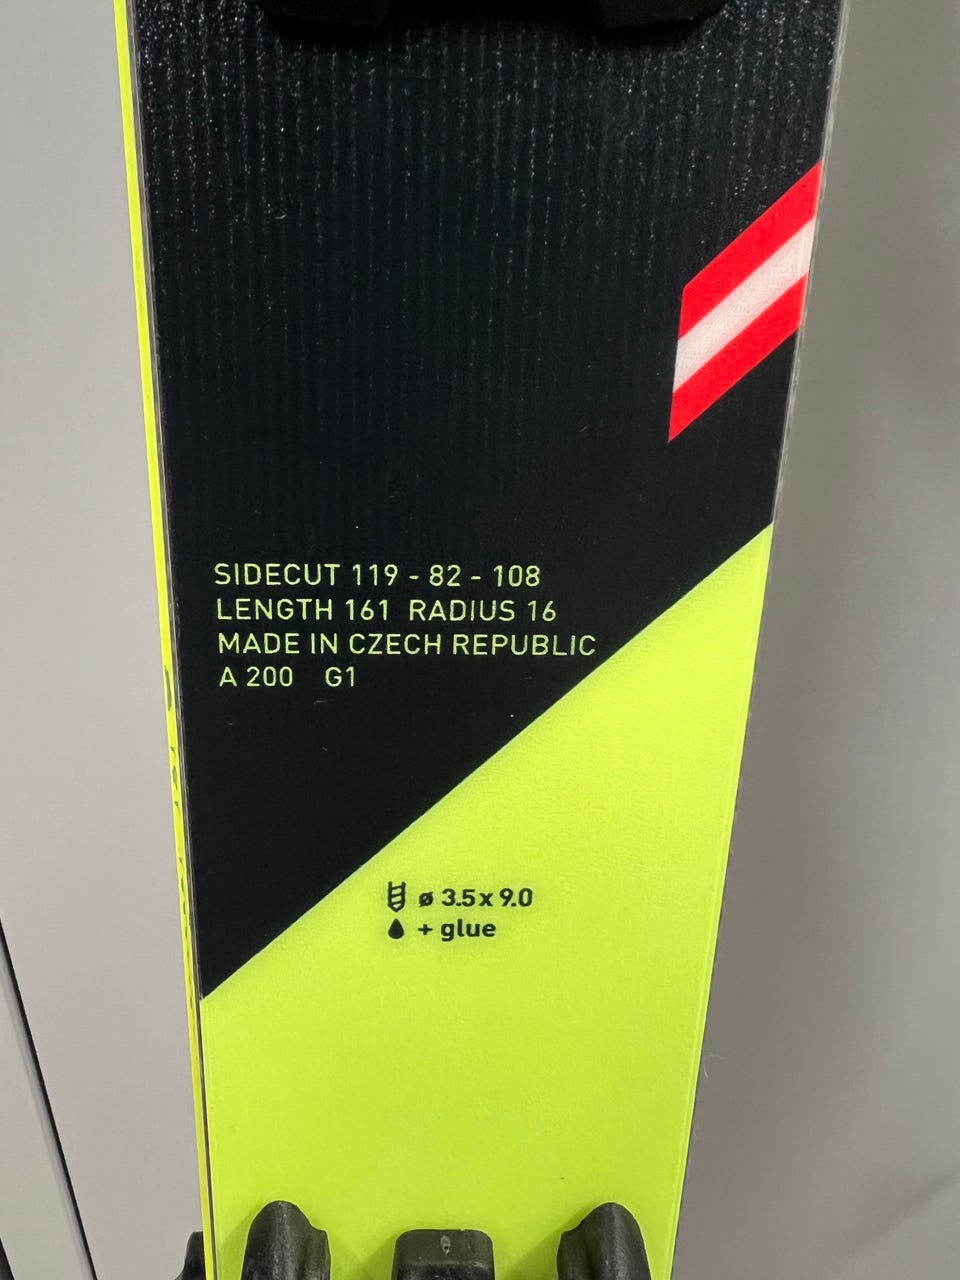 SIDECUT 119 - 82 - 108
LENGTH 161 RADIUS 16
MADE IN CZECH REPUBLIC
A 200 G1
ø 3.5 x 9.0
+ glue